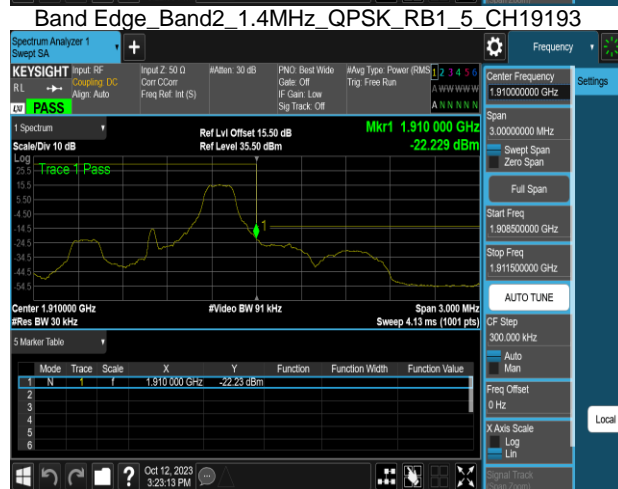 Band Edge_Band2_1.4MHz_QPSK_RB1_5_CH19193
Spectrum Analyzer 1
Swept SA
+
Frequency
KEYSIGHT
RL
PASS
Input: RF
Coupling: DC
Align: Auto
Input Z: 50 Ω
Corr CCorr
Freq Ref: Int (S)
#Atten: 30 dB
PNO: Best Wide
Gate: Off
IF Gain: Low
Sig Track: Off
#Avg Type: Power (RMS
Trig: Free Run
1 2 3 4 5 6
A W W W W W
A N N N N N
Center Frequency
1.910000000 GHz
Settings
Span
3.00000000 MHz
Swept Span
Zero Span
Full Span
Start Freq
1.908500000 GHz
Stop Freq
1.911500000 GHz
AUTO TUNE
CF Step
300.000 kHz
Auto
Man
Freq Offset
0 Hz
X Axis Scale
Log
Lin
Signal Track
(Span Zoom)
Local
1 Spectrum
Scale/Div 10 dB
Ref Lvl Offset 15.50 dB
Ref Level 35.50 dBm
Mkr1 1.910 000 GHz
-22.229 dBm
Log
Trace 1 Pass
25.5
15.5
5.50
-4.50
-14.5
-24.5
-34.5
-44.5
-54.5
1
Center 1.910000 GHz
#Res BW 30 kHz
#Video BW 91 kHz
Span 3.000 MHz
Sweep 4.13 ms (1001 pts)
5 Marker Table
Mode Trace Scale X Y Function Function Width Function Value
1 N 1 f 1.910 000 GHz -22.23 dBm
2
3
4
5
6
?
Oct 12, 2023
3:23:13 PM